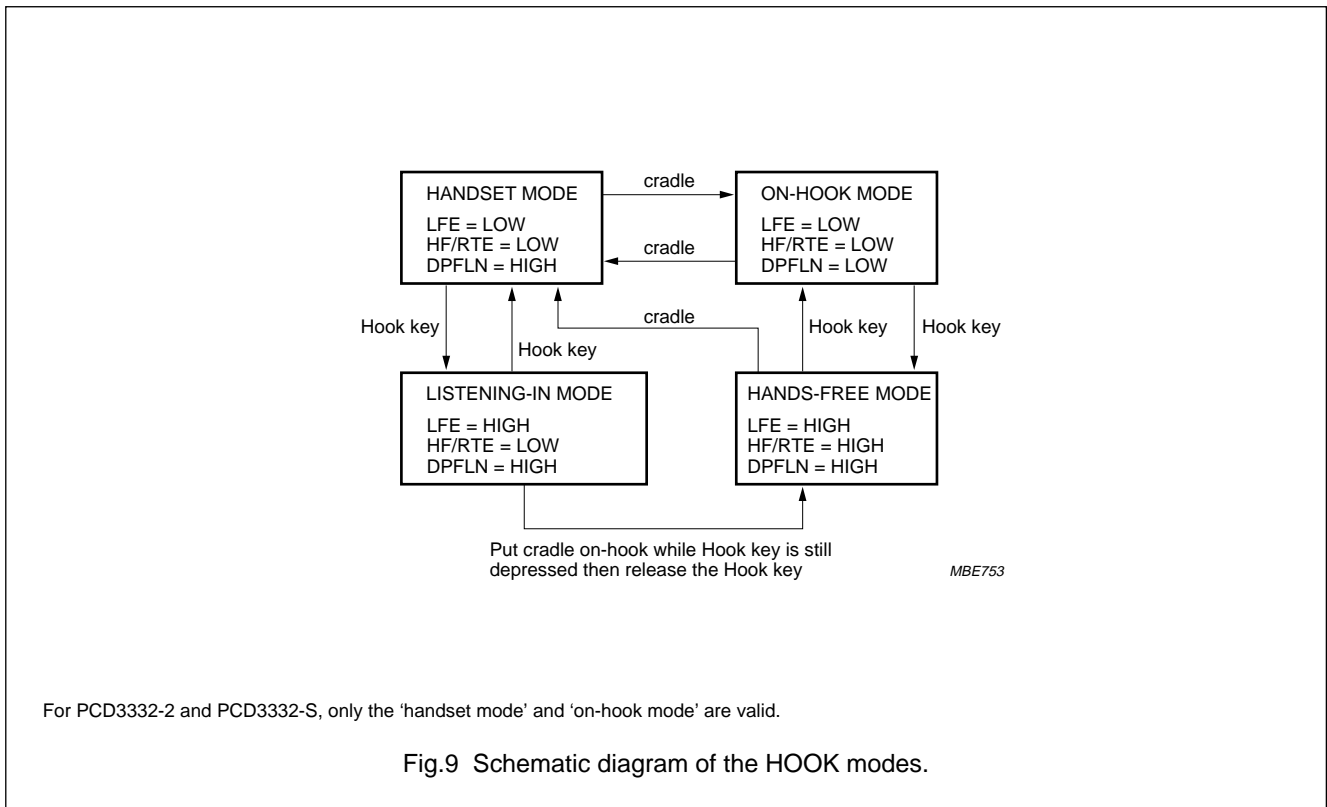 HANDSET MODE
LFE = LOW
HF/RTE = LOW
DPFLN = HIGH
cradle
ON-HOOK MODE
LFE = LOW
HF/RTE = LOW
DPFLN = LOW
cradle
cradle
Hook key
Hook key
Hook key
Hook key
LISTENING-IN MODE
LFE = HIGH
HF/RTE = LOW
DPFLN = HIGH
HANDS-FREE MODE
LFE = HIGH
HF/RTE = HIGH
DPFLN = HIGH
Put cradle on-hook while Hook key is still
depressed then release the Hook key
MBE753
For PCD3332-2 and PCD3332-S, only the ‘handset mode’ and ‘on-hook mode’ are valid.
Fig.9 Schematic diagram of the HOOK modes.